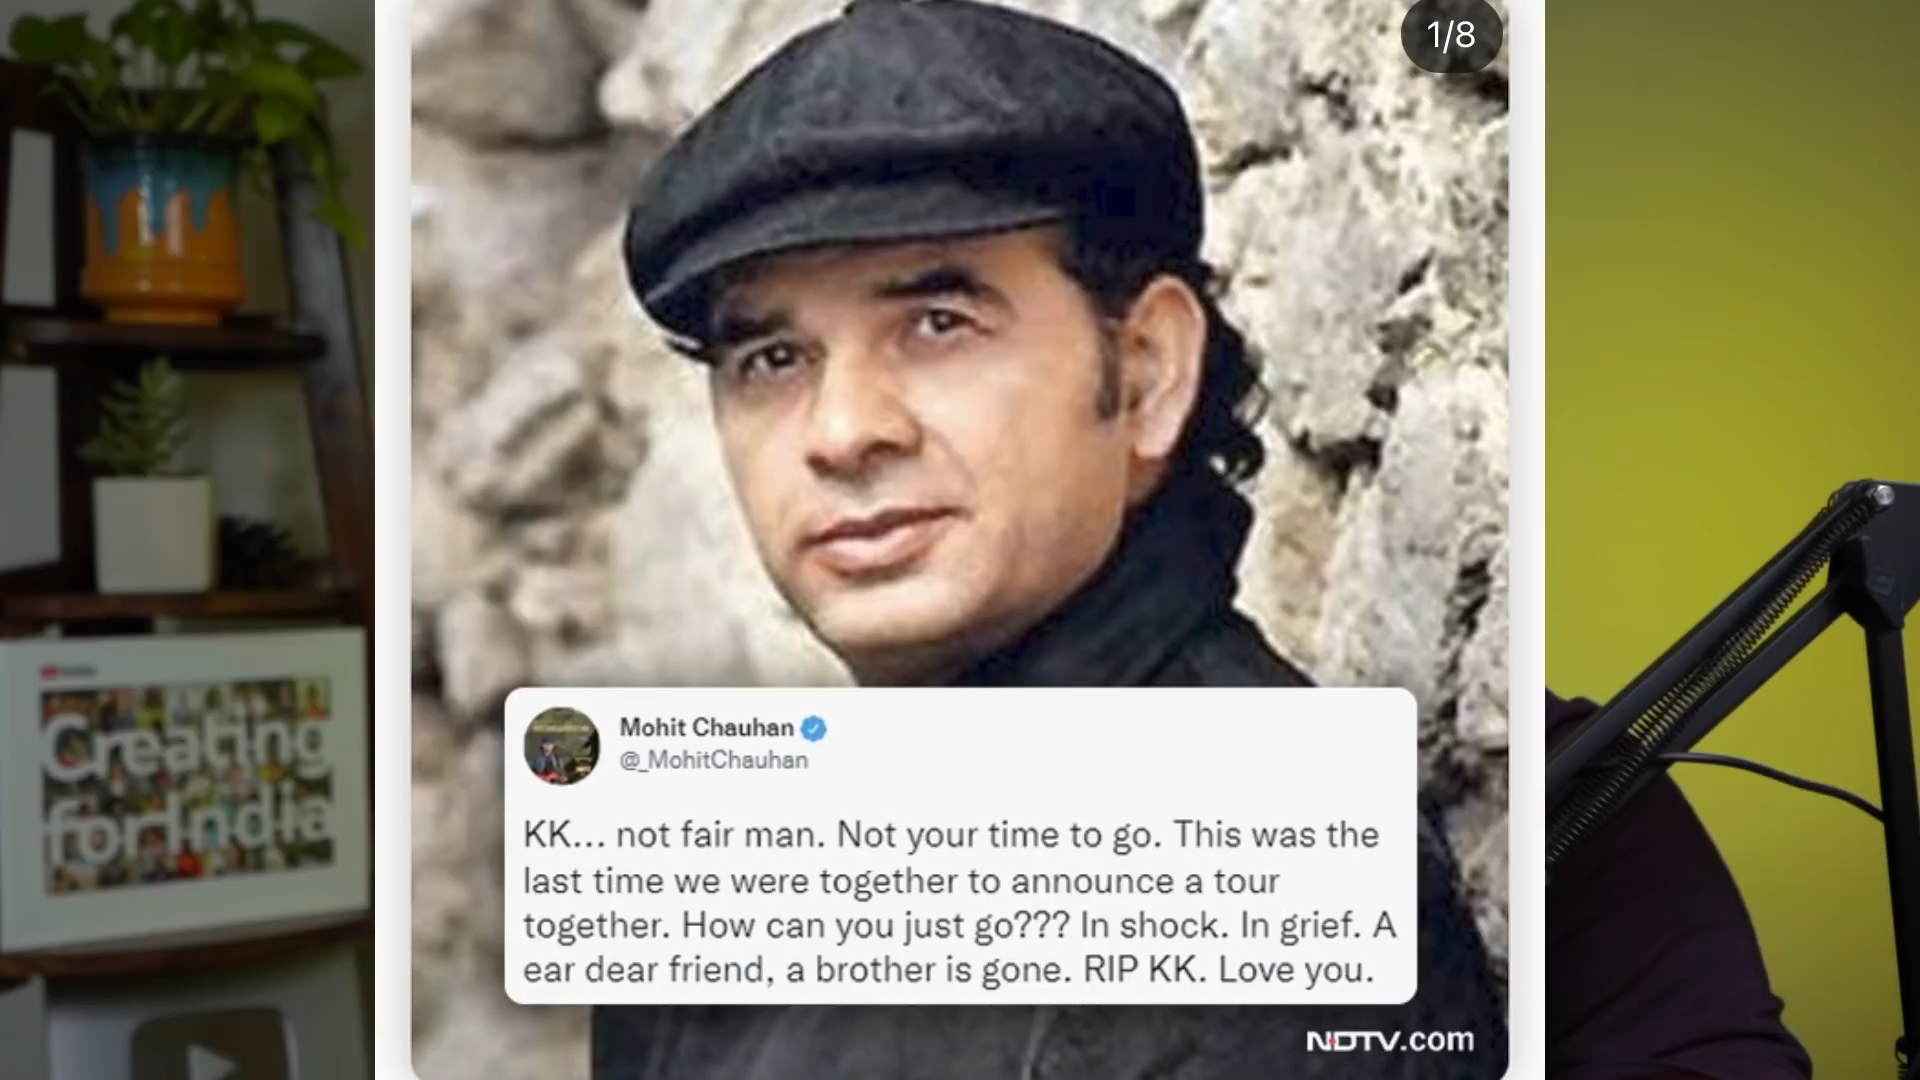 1/8
Mohit Chauhan
@_MohitChauhan
KK... not fair man. Not your time to go. This was the
last time we were together to announce a tour
together. How can you just go??? In shock. In grief. A
ear dear friend, a brother is gone. RIP KK. Love you.
NDTV.com
Creating
for India